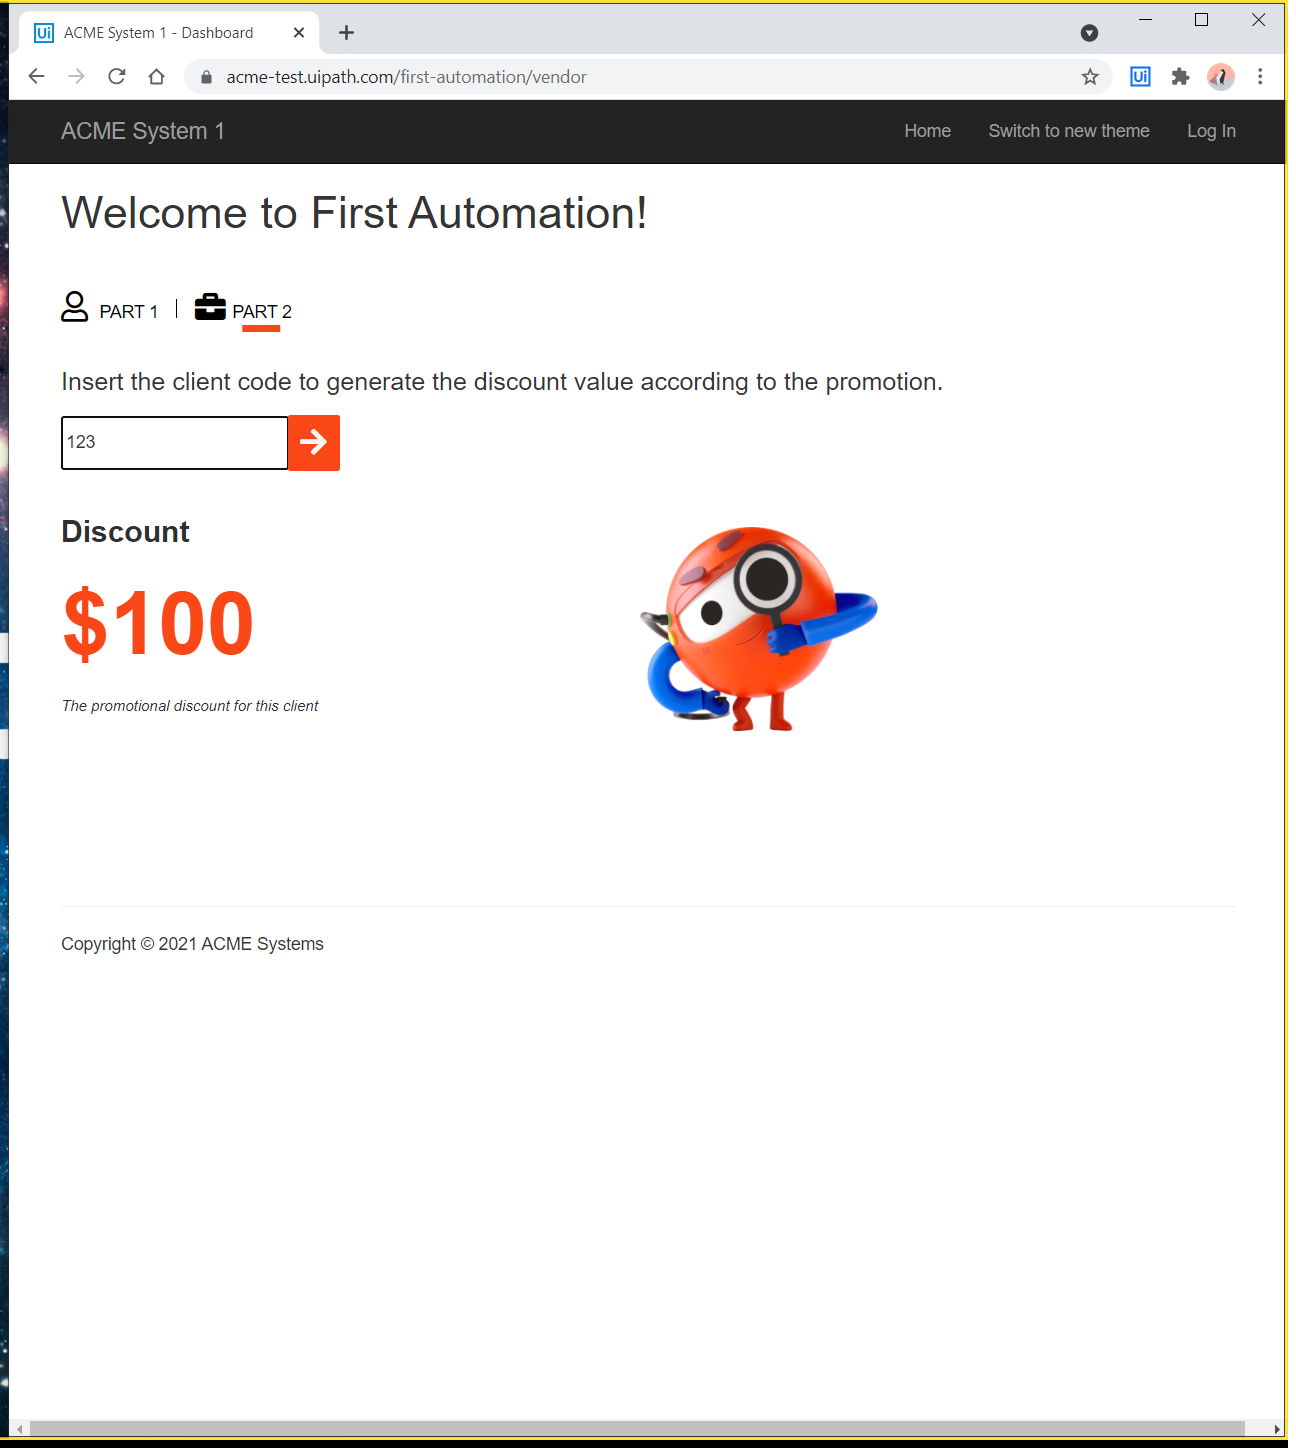 Ui ACME System 1 - Dashboard
acme-test.uipath.com/first-automation/vendor Ui
ACME System 1 Home Switch to new theme Log In
Welcome to First Automation!
PART 1 | PART 2
Insert the client code to generate the discount value according to the promotion.
123
Discount
$100
The promotional discount for this client
Copyright © 2021 ACME Systems